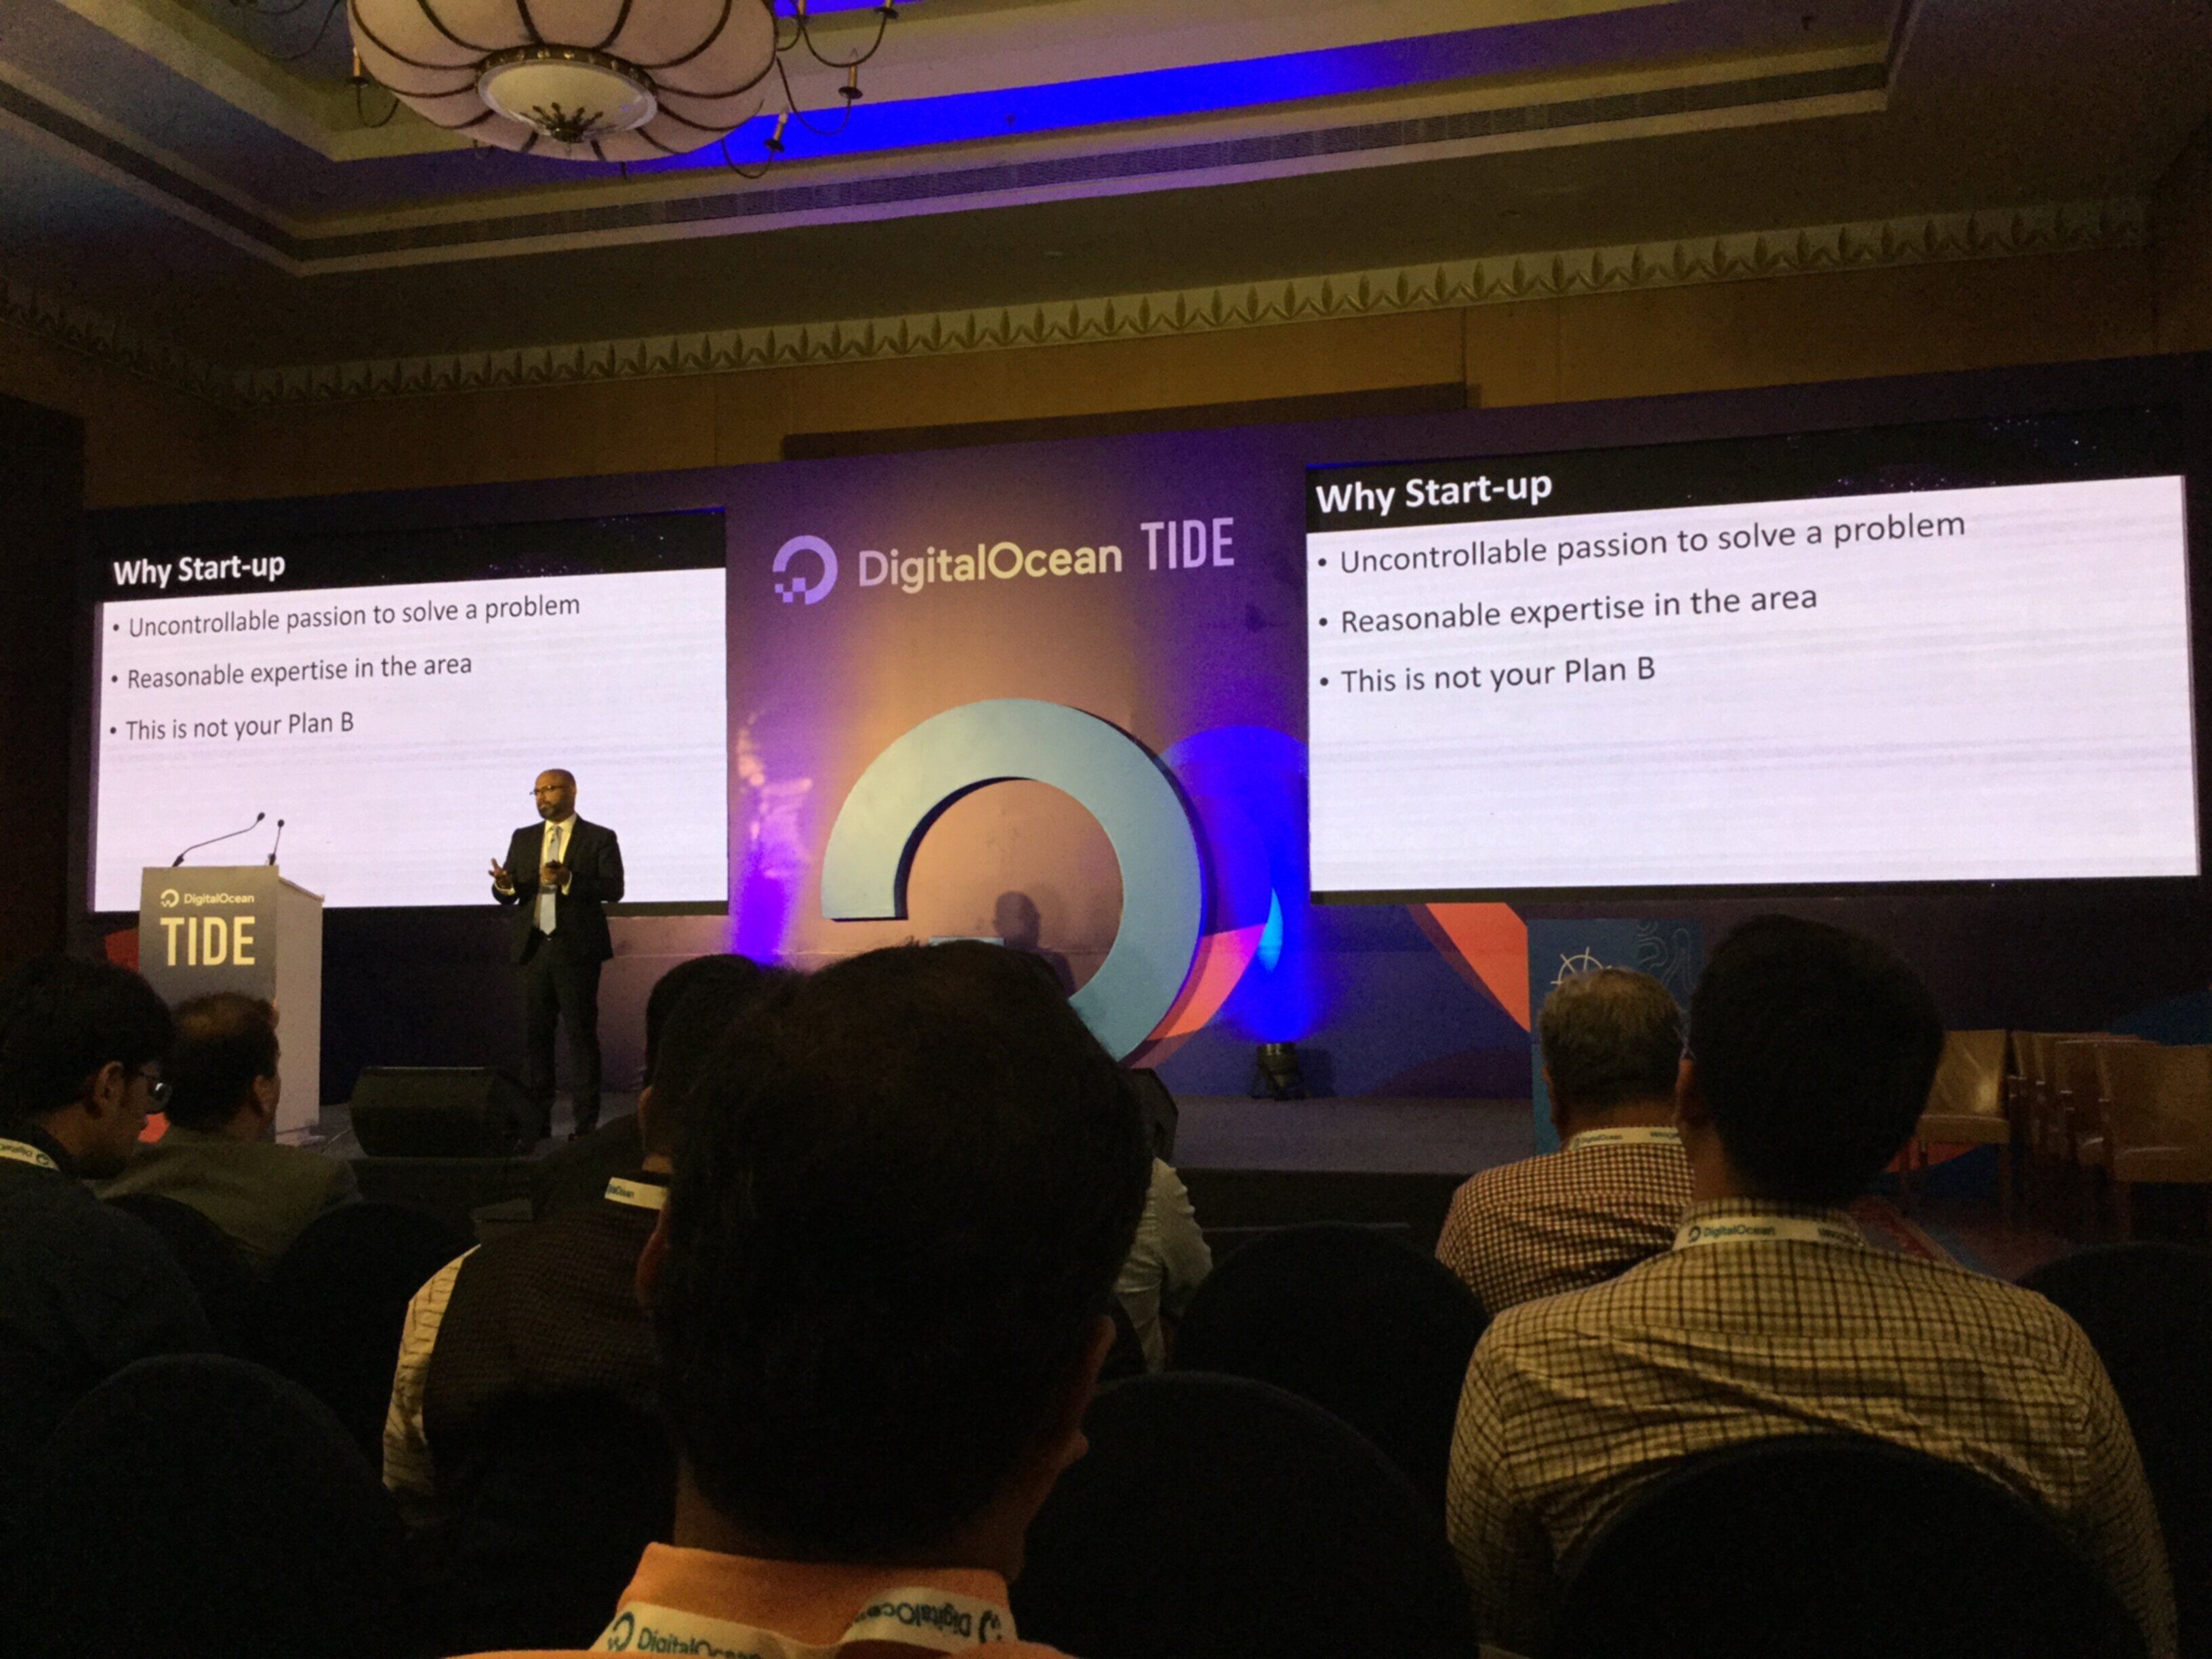 Why Start-up
• Uncontrollable passion to solve a problem
• Reasonable expertise in the area
• This is not your Plan B
DigitalOcean TIDE
Why Start-up
• Uncontrollable passion to solve a problem
• Reasonable expertise in the area
• This is not your Plan B
DigitalOcean
TIDE
DigitalOcean
DigitalOcean
DigitalOcean
DigitalOcean